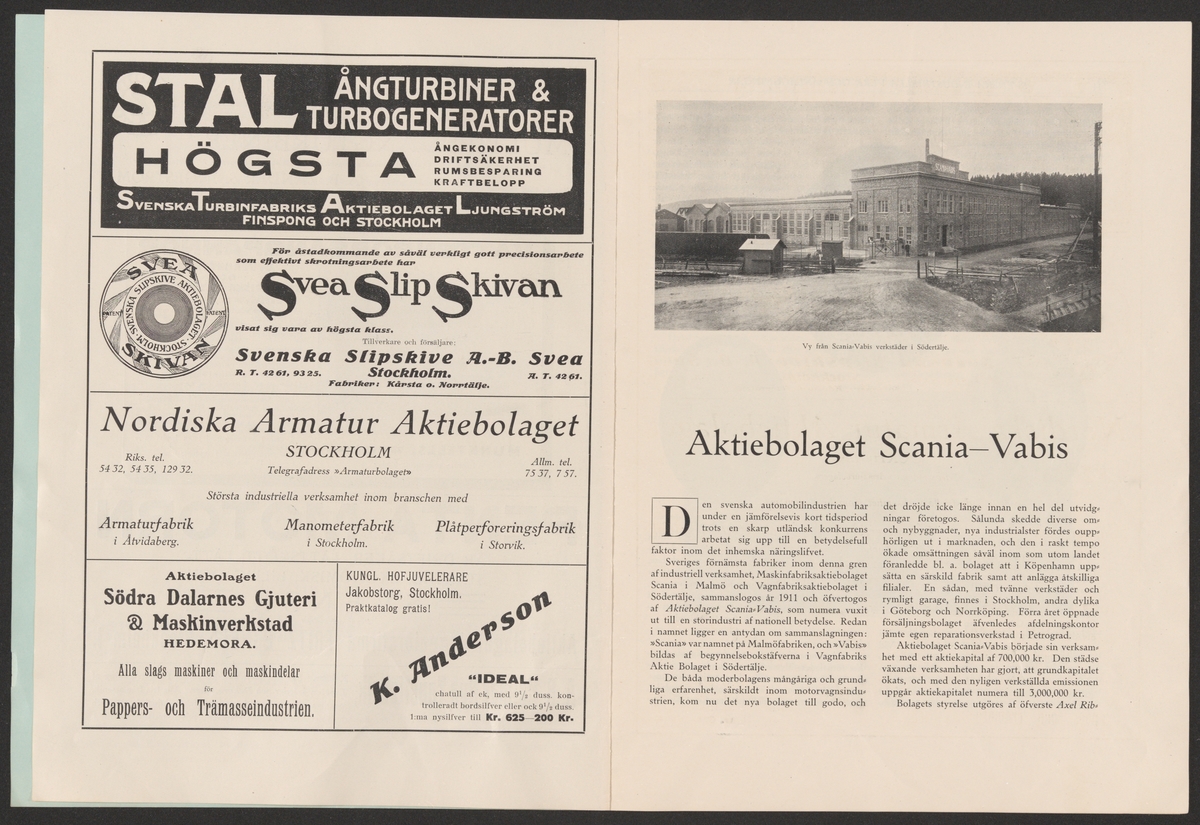 STAL
ÅNGTURBINER &
TURBOGENERATORER
HÖGSTA
ÅNGEKONOMI
DRIFTSÄKERHET
RUMSBESPARING
KRAFTBELOPP
SVENSKA TURBINFABRIKS AKTIEBOLAGET LJUNGSTRÖM
FINSPONG OCH STOCKHOLM
SVEA
SVENSKA SLIPSKIVE AKTIEBOLAGET · STOCKHOLM ·
PATENT
PATENT
SKIVAN
För åstadkommande av såväl verkligt gott precisionsarbete
som effektivt skrotningsarbete har
Svea Slip Skivan
visat sig vara av högsta klass.
Tillverkare och försäljare:
Svenska Slipskive A.-B. Svea
R. T. 42 61, 93 25.
Stockholm.
A. T. 42 61.
Fabriker: Kårsta o. Norrtälje.
Nordiska Armatur Aktiebolaget
STOCKHOLM
Riks. tel.
54 32, 54 35, 129 32.
Telegrafadress »Armaturbolaget»
Allm. tel.
75 37, 7 57.
Största industriella verksamhet inom branschen med
Armaturfabrik
i Åtvidaberg.
Manometerfabrik
i Stockholm.
Plåtperforeringsfabrik
i Storvik.
Aktiebolaget
Södra Dalarnes Gjuteri
& Maskinverkstad
HEDEMORA.
Alla slags maskiner och maskindelar
för
Pappers- och Trämasseindustrien.
KUNGL. HOFJUVELERARE
Jakobstorg, Stockholm.
Praktkatalog gratis!
K. Anderson
"IDEAL"
chatull af ek, med 9½ duss. kon-
trolleradt bordsilfver eller ock 9½ duss.
1:ma nysilfver till Kr. 625—200 Kr.
Vy från Scania-Vabis verkstäder i Södertälje.
Aktiebolaget Scania—Vabis
Den svenska automobilindustrien har
under en jämförelsevis kort tidsperiod
trots en skarp utländsk konkurrens
arbetat sig upp till en betydelsefull
faktor inom det inhemska näringslifvet.
Sveriges förnämsta fabriker inom denna gren
af industriell verksamhet, Maskinfabriksaktiebolaget
Scania i Malmö och Vagnfabriksaktiebolaget i
Södertälje, sammanslogos år 1911 och öfvertogos
af Aktiebolaget Scania-Vabis, som numera vuxit
ut till en storindustri af nationell betydelse. Redan
i namnet ligger en antydan om sammanslagningen:
»Scania» var namnet på Malmöfabriken, och »Vabis»
bildas af begynnelsebokstäfverna i Vagnfabriks
Aktie Bolaget i Södertälje.
De båda moderbolagens mångåriga och grund-
liga erfarenhet, särskildt inom motorvagnsindu-
strien, kom nu det nya bolaget till godo, och
det dröjde icke länge innan en hel del utvidg-
ningar företogos. Sålunda skedde diverse om-
och nybyggnader, nya industrialster fördes oupp-
hörligen ut i marknaden, och den i raskt tempo
ökade omsättningen såväl inom som utom landet
föranledde bl. a. bolaget att i Köpenhamn upp-
sätta en särskild fabrik samt att anlägga åtskilliga
filialer. En sådan, med tvänne verkstäder och
rymligt garage, finnes i Stockholm, andra dylika
i Göteborg och Norrköping. Förra året öppnade
försäljningsbolaget äfvenledes afdelningskontor
jämte egen reparationsverkstad i Petrograd.
Aktiebolaget Scania-Vabis började sin verksam-
het med ett aktiekapital af 700,000 kr. Den städse
växande verksamheten har gjort, att grundkapitalet
ökats, och med den nyligen verkställda emissionen
uppgår aktiekapitalet numera till 3,000,000 kr.
Bolagets styrelse utgöres af öfverste Axel Rib-